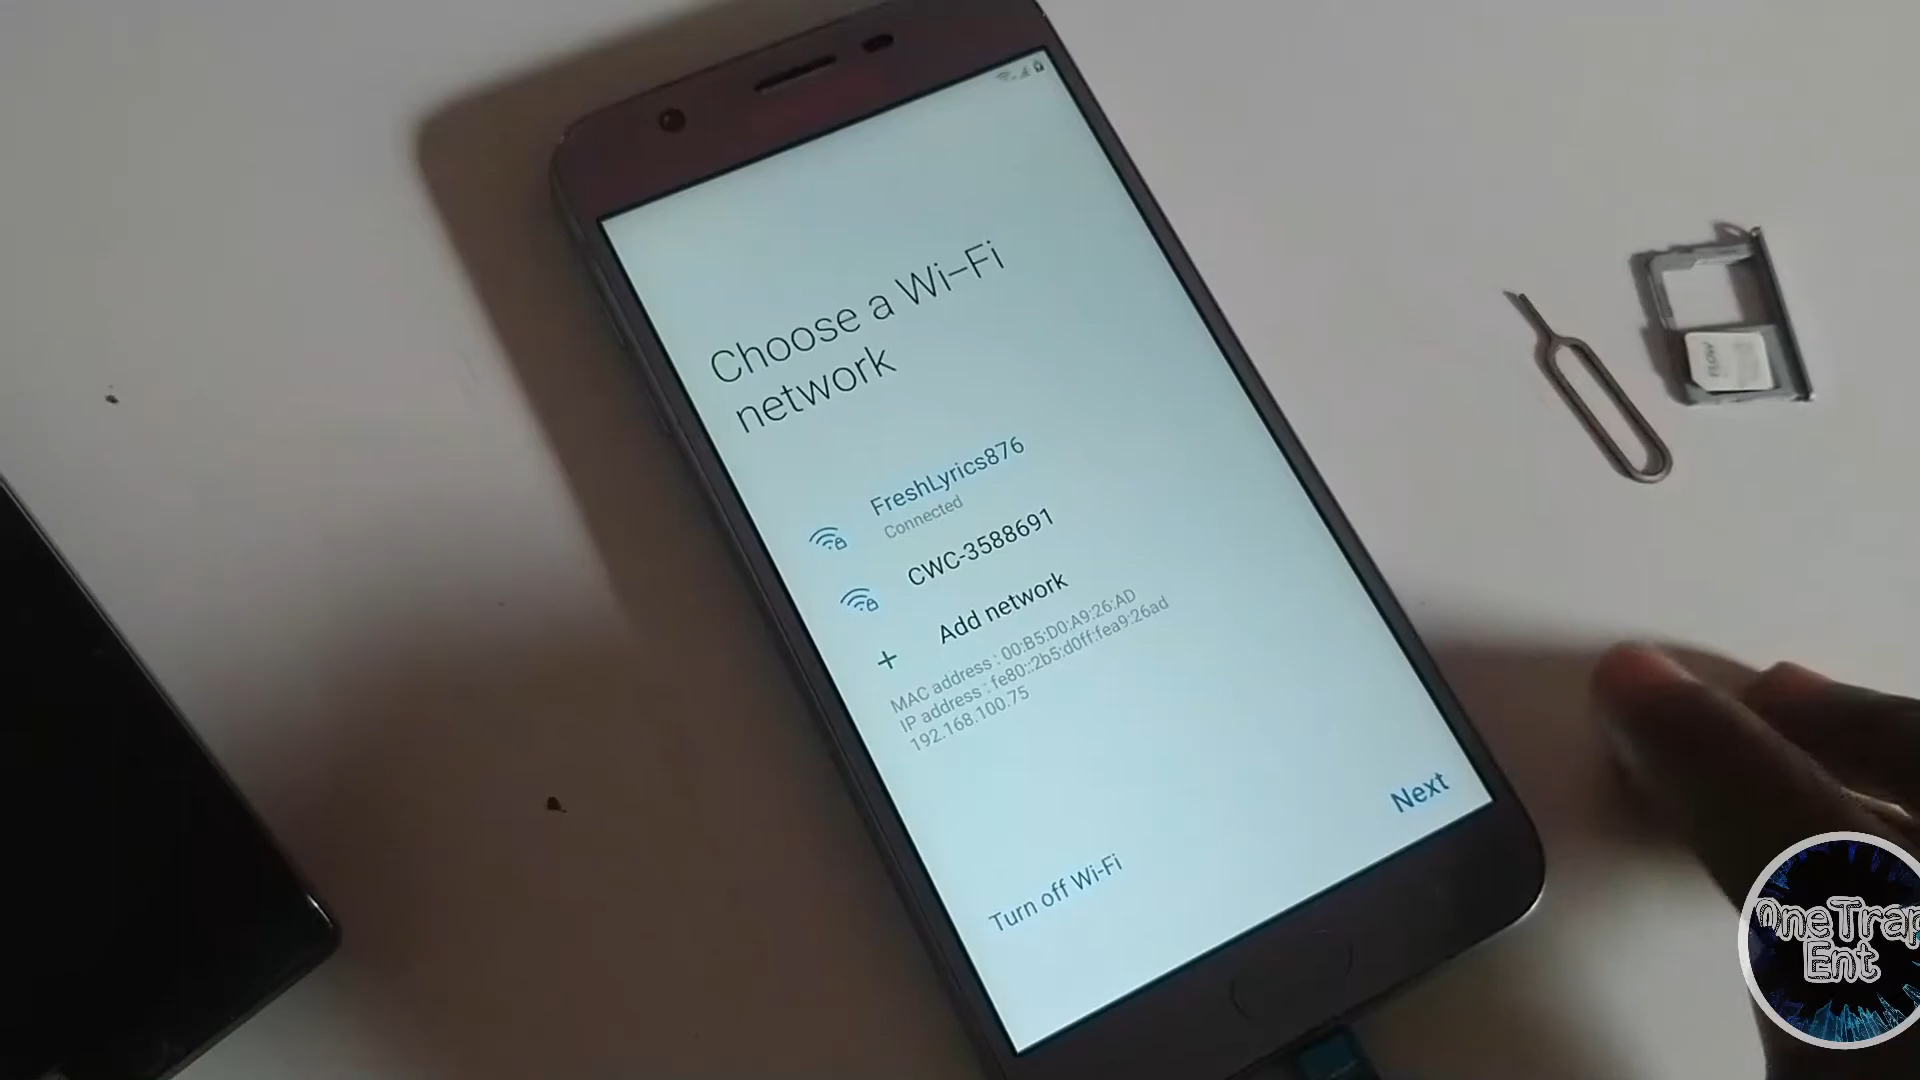 Choose a Wi-Fi
network
FreshLyrics876
Connected
CWC-3588691
Add network
MAC address : 00:B5:D0:A9:26:AD
IP address : fe80::2b5:d0ff:fea9:26ad
192.168.100.75
Turn off Wi-Fi
Next
FLOW
OneTrap
Ent